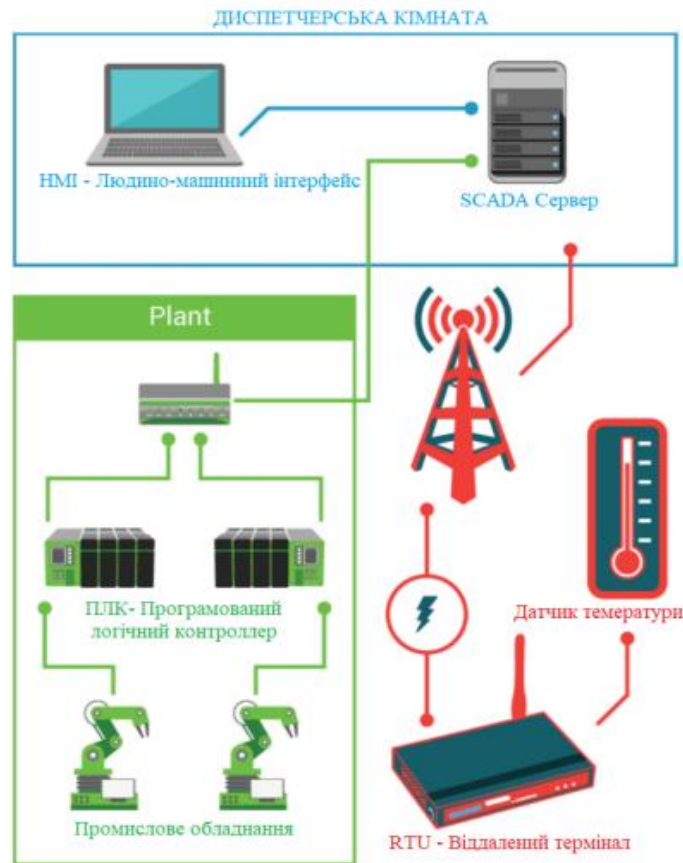 ДИСПЕТЧЕРСЬКА КІМНАТА
HMI - Людино-машинний інтерфейс
SCADA Сервер
Plant
ПЛК- Програмований
логічний контроллер
Датчик темератури
Промислове обладнання
RTU - Віддалений термінал